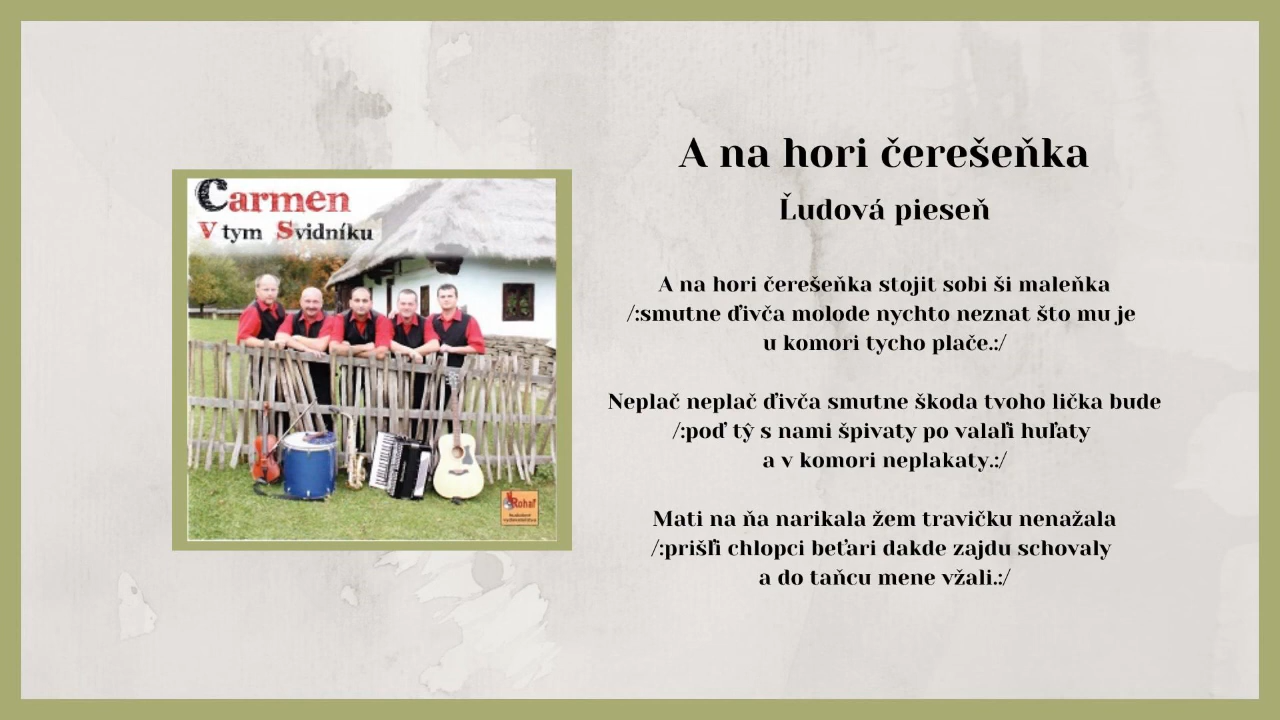 Carmen
V tym Svidníku
Rohaľ
A na hori čerešeňka
Ľudová pieseň
A na hori čerešeňka stojit sobi ši maleňka
/:smutne ďivča molode nychto neznat što mu je
u komori tycho plače.:/
Neplač neplač ďivča smutne škoda tvoho lička bude
/:poď tŷ s nami špivaty po valaľi huľaty
a v komori neplakaty.:/
Mati na ňa narikala žem travičku nenažala
/:prišľi chlopci beťari dakde zajdu schovaly
a do taňcu mene vžali.:/